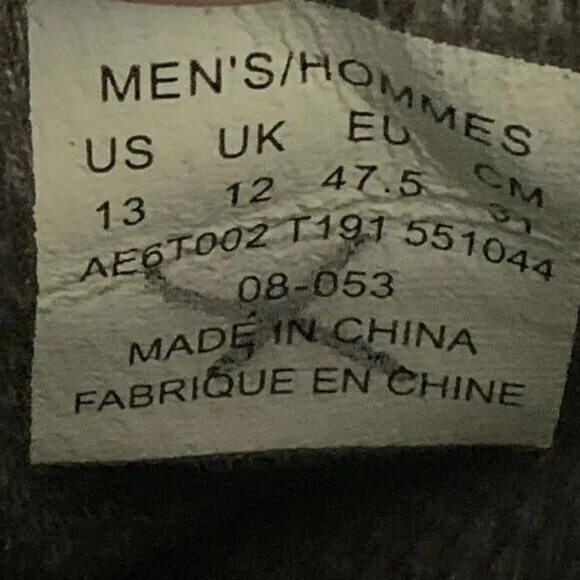 MEN'S/HOMMES
US UK EU CM
13 12 47.5 31
AE6T002 T191 551044
08-053
MADE IN CHINA
FABRIQUE EN CHINE